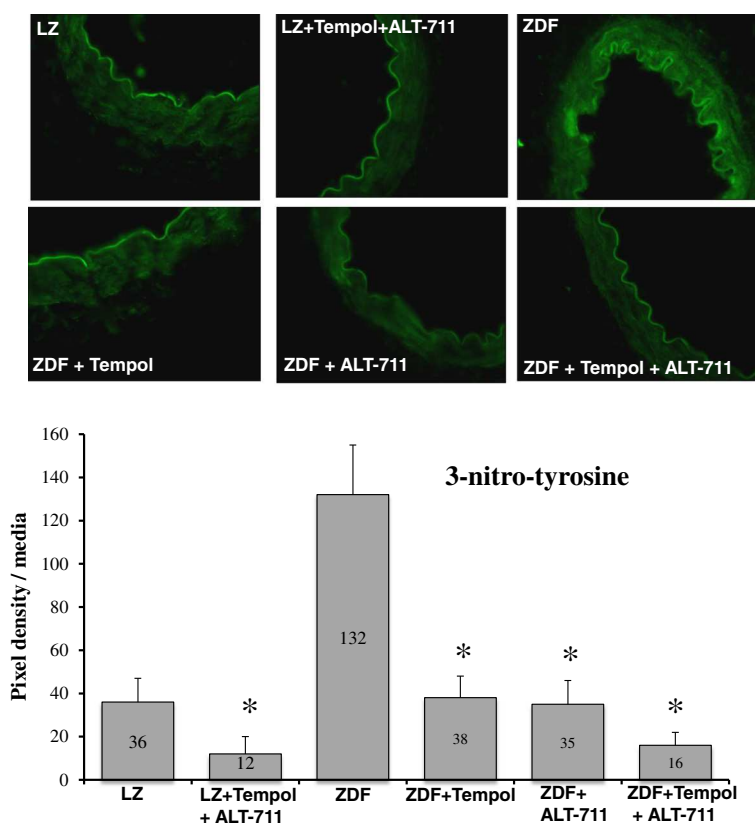 LZ
LZ+Tempol+ALT-711
ZDF
ZDF + Tempol
ZDF + ALT-711
ZDF + Tempol + ALT-711
3-nitro-tyrosine
Pixel density / media
160
140
120
100
80
60
40
20
0
36
*
12
132
*
38
*
35
*
16
LZ
LZ+Tempol
+ ALT-711
ZDF
ZDF+Tempol
ZDF+
ALT-711
ZDF+Tempol
+ ALT-711